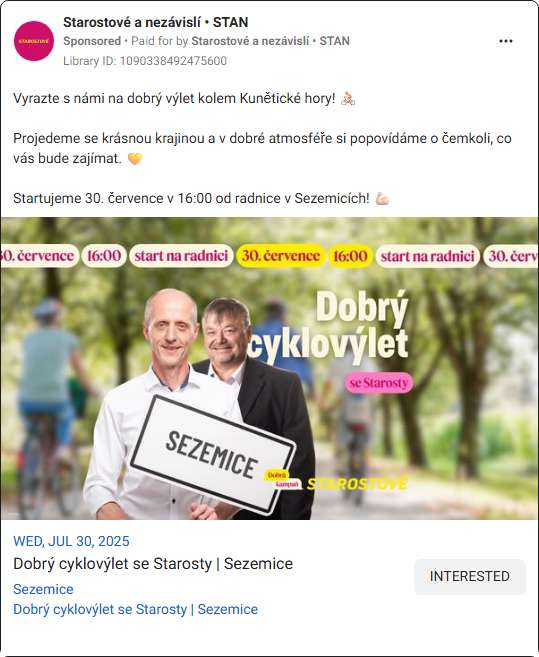 Starostové a nezávislí • STAN
Sponsored • Paid for by Starostové a nezávislí • STAN
Library ID: 1090338492475600
STAROSTOVÉ
Vyrazte s námi na dobrý výlet kolem Kunětické hory! 🚴🏼
Projedeme se krásnou krajinou a v dobré atmosféře si popovídáme o čemkoli, co
vás bude zajímat. 💛
Startujeme 30. července v 16:00 od radnice v Sezemicích! 💪🏻
30. července 16:00 start na radnici 30. července 16:00 start na radnici 30. červ
Dobrý
cyklovýlet
se Starosty
SEZEMICE
Dobrá
kampaň
STAROSTOVÉ
WED, JUL 30, 2025
Dobrý cyklovýlet se Starosty | Sezemice
Sezemice
Dobrý cyklovýlet se Starosty | Sezemice
INTERESTED